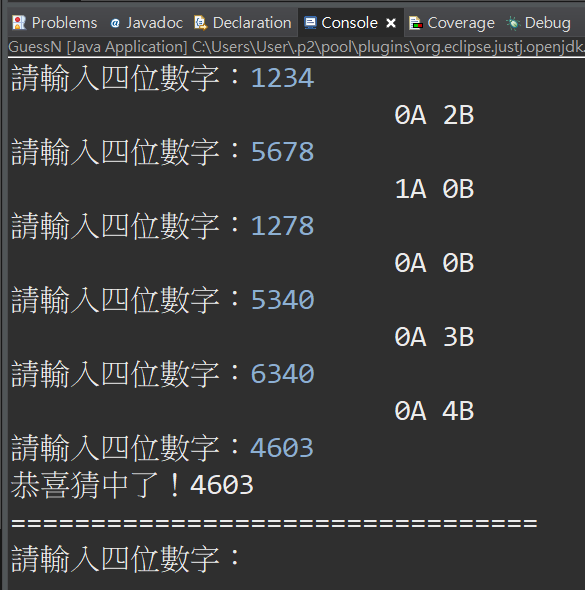 Problems Javadoc Declaration Console Coverage Debug
GuessN [Java Application] C:\Users\User\.p2\pool\plugins\org.eclipse.justj.openjdk.
請輸入四位數字：1234
0A 2B
請輸入四位數字：5678
1A 0B
請輸入四位數字：1278
0A 0B
請輸入四位數字：5340
0A 3B
請輸入四位數字：6340
0A 4B
請輸入四位數字：4603
恭喜猜中了！4603
=================================
請輸入四位數字：